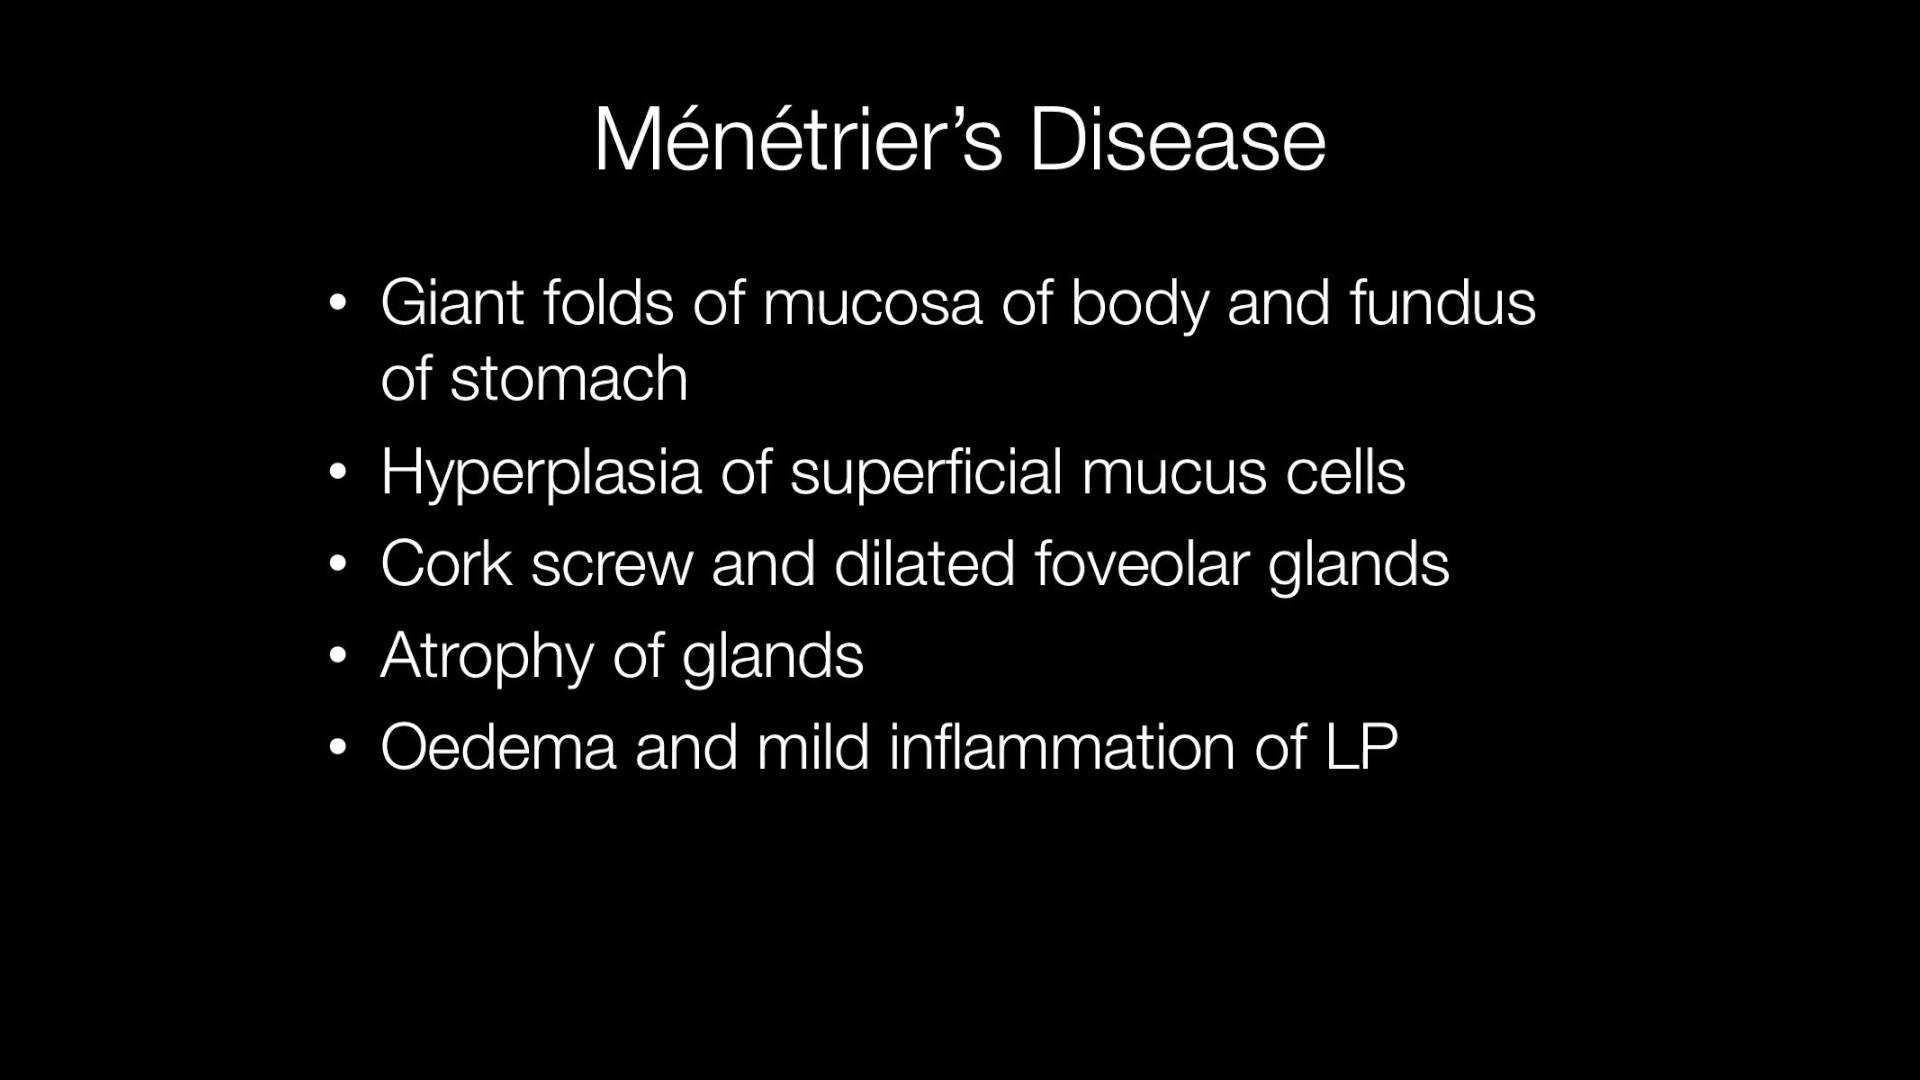 Ménétrier’s Disease
• Giant folds of mucosa of body and fundus
of stomach
• Hyperplasia of superficial mucus cells
• Cork screw and dilated foveolar glands
• Atrophy of glands
• Oedema and mild inflammation of LP